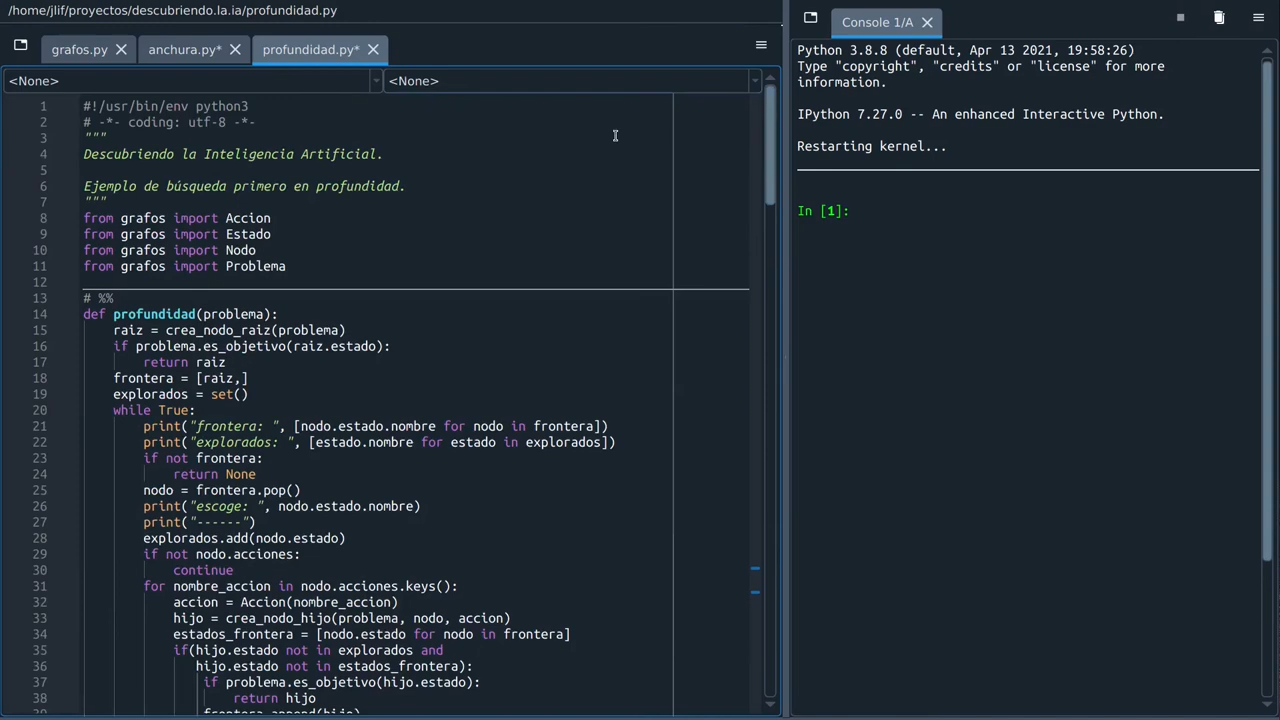 /home/jlif/proyectos/descubriendo.la.ia/profundidad.py
grafos.py
anchura.py*
profundidad.py*
<None>
<None>
1 #!/usr/bin/env python3
2 # -*- coding: utf-8 -*-
3 """
4 Descubriendo la Inteligencia Artificial.
5
6 Ejemplo de búsqueda primero en profundidad.
7 """
8 from grafos import Accion
9 from grafos import Estado
10 from grafos import Nodo
11 from grafos import Problema
12
13 # %%
14 def profundidad(problema):
15     raiz = crea_nodo_raiz(problema)
16     if problema.es_objetivo(raiz.estado):
17         return raiz
18     frontera = [raiz,]
19     explorados = set()
20     while True:
21         print("frontera: ", [nodo.estado.nombre for nodo in frontera])
22         print("explorados: ", [estado.nombre for estado in explorados])
23         if not frontera:
24             return None
25         nodo = frontera.pop()
26         print("escoge: ", nodo.estado.nombre)
27         print("------")
28         explorados.add(nodo.estado)
29         if not nodo.acciones:
30             continue
31         for nombre_accion in nodo.acciones.keys():
32             accion = Accion(nombre_accion)
33             hijo = crea_nodo_hijo(problema, nodo, accion)
34             estados_frontera = [nodo.estado for nodo in frontera]
35             if(hijo.estado not in explorados and
36                hijo.estado not in estados_frontera):
37                 if problema.es_objetivo(hijo.estado):
38                     return hijo
39                 frontera.append(hijo)
Console 1/A
Python 3.8.8 (default, Apr 13 2021, 19:58:26)
Type "copyright", "credits" or "license" for more
information.
IPython 7.27.0 -- An enhanced Interactive Python.
Restarting kernel...
In [1]: